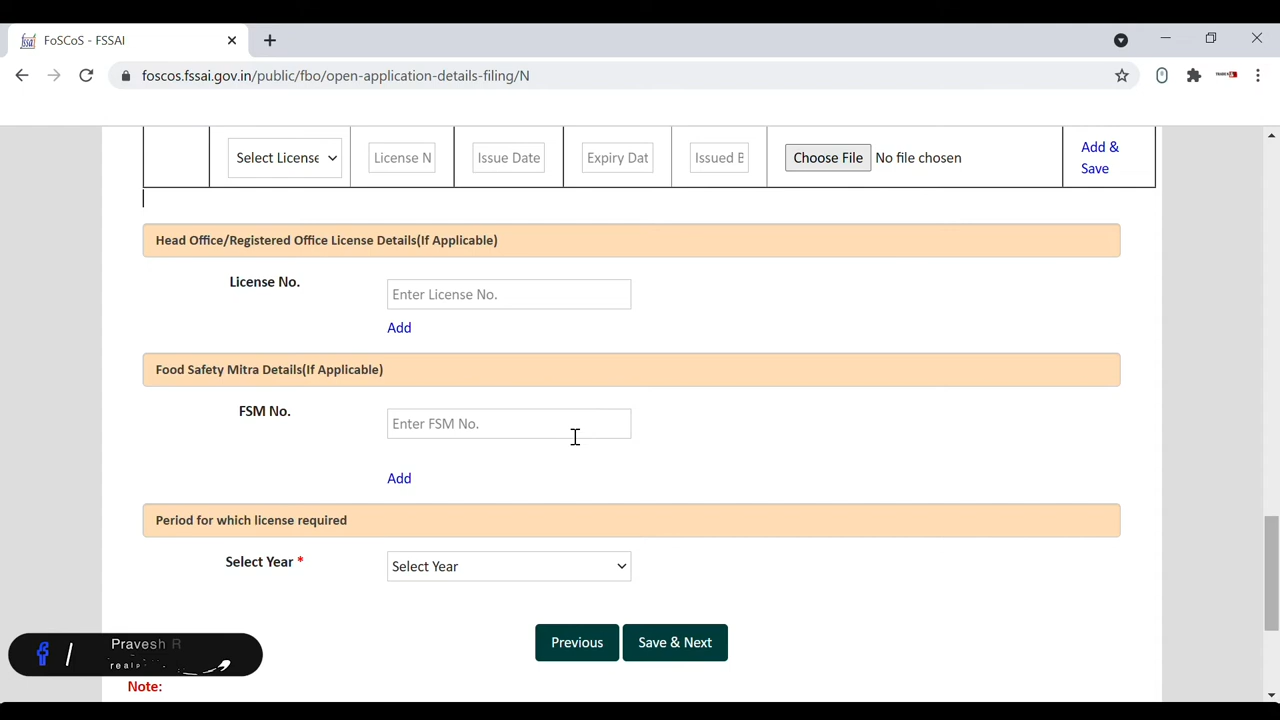 FoSCoS - FSSAI
foscos.fssai.gov.in/public/fbo/open-application-details-filing/N
Select License
License N
Issue Date
Expiry Dat
Issued B
Choose File No file chosen
Add &
Save
Head Office/Registered Office License Details(If Applicable)
License No.
Enter License No.
Add
Food Safety Mitra Details(If Applicable)
FSM No.
Enter FSM No.
Add
Period for which license required
Select Year *
Select Year
Previous
Save & Next
Pravesh R
Note: